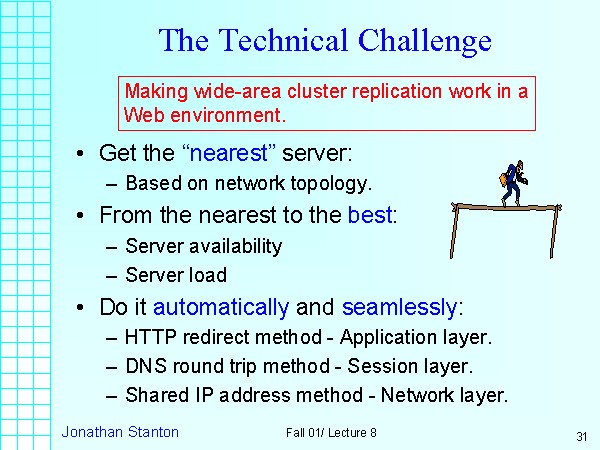 The Technical Challenge
Making wide-area cluster replication work in a
Web environment.
• Get the “nearest” server:
– Based on network topology.
• From the nearest to the best:
– Server availability
– Server load
• Do it automatically and seamlessly:
– HTTP redirect method - Application layer.
– DNS round trip method - Session layer.
– Shared IP address method - Network layer.
Jonathan Stanton
Fall 01/ Lecture 8
31